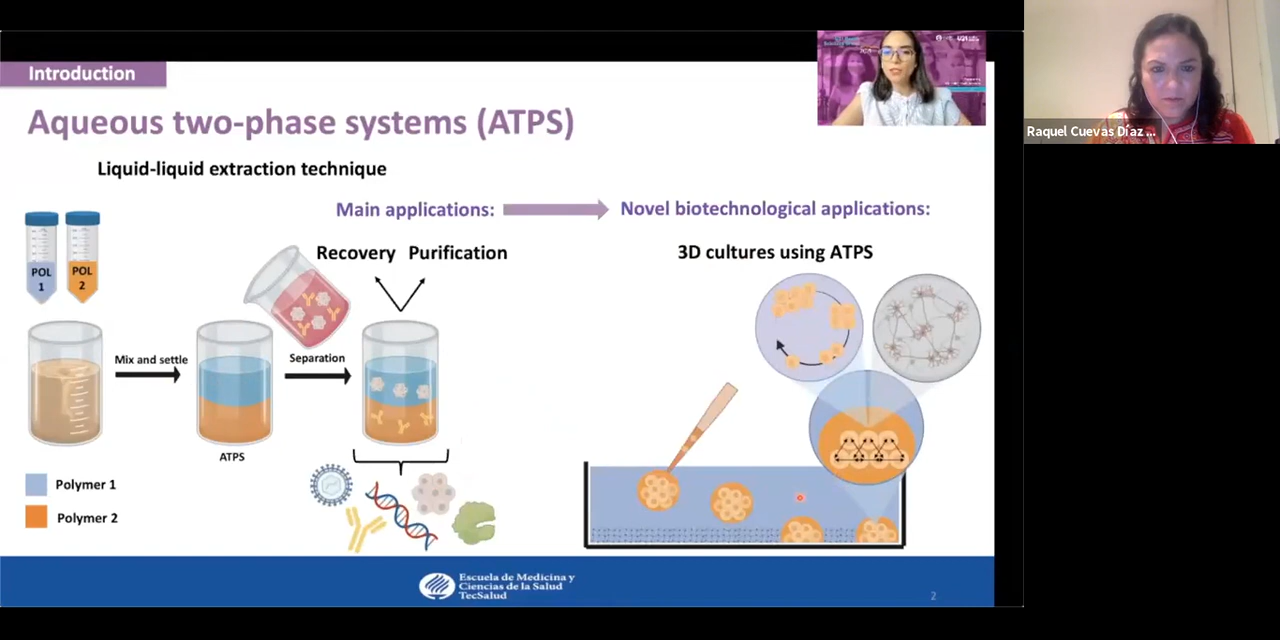 Introduction
Aqueous two-phase systems (ATPS)
Liquid-liquid extraction technique
Main applications:
Novel biotechnological applications:
Recovery Purification
3D cultures using ATPS
POL
1
POL
2
Mix and settle
Separation
ATPS
Polymer 1
Polymer 2
Escuela de Medicina y
Ciencias de la Salud
TecSalud
2
Raquel Cuevas Díaz ...